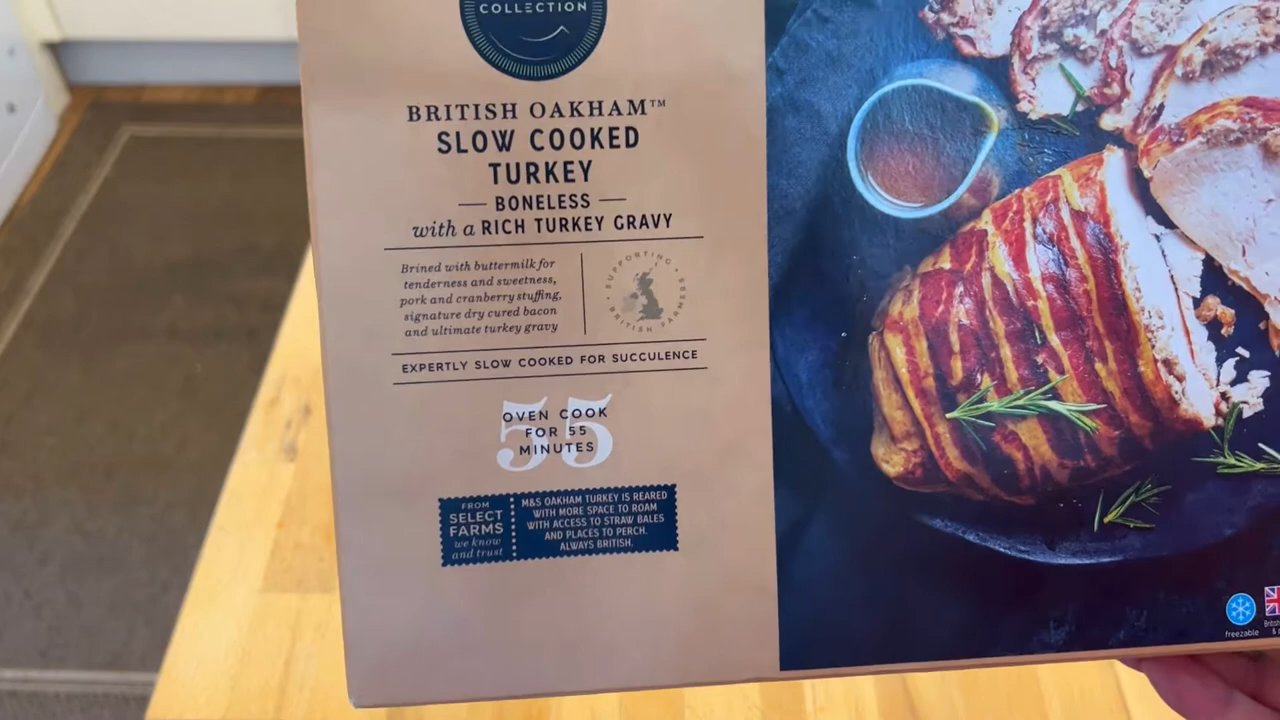 COLLECTION
BRITISH OAKHAM™
SLOW COOKED
TURKEY
BONELESS
with a RICH TURKEY GRAVY
Brined with buttermilk for
tenderness and sweetness,
pork and cranberry stuffing,
signature dry cured bacon
and ultimate turkey gravy
SUPPORTING
BRITISH FARMS
EXPERTLY SLOW COOKED FOR SUCCULENCE
55
OVEN COOK
FOR 55
MINUTES
FROM
SELECT
FARMS
we know
and trust
M&S OAKHAM TURKEY IS REARED
WITH MORE SPACE TO ROAM
WITH ACCESS TO STRAW BALES
AND PLACES TO PERCH.
ALWAYS BRITISH.
freezable